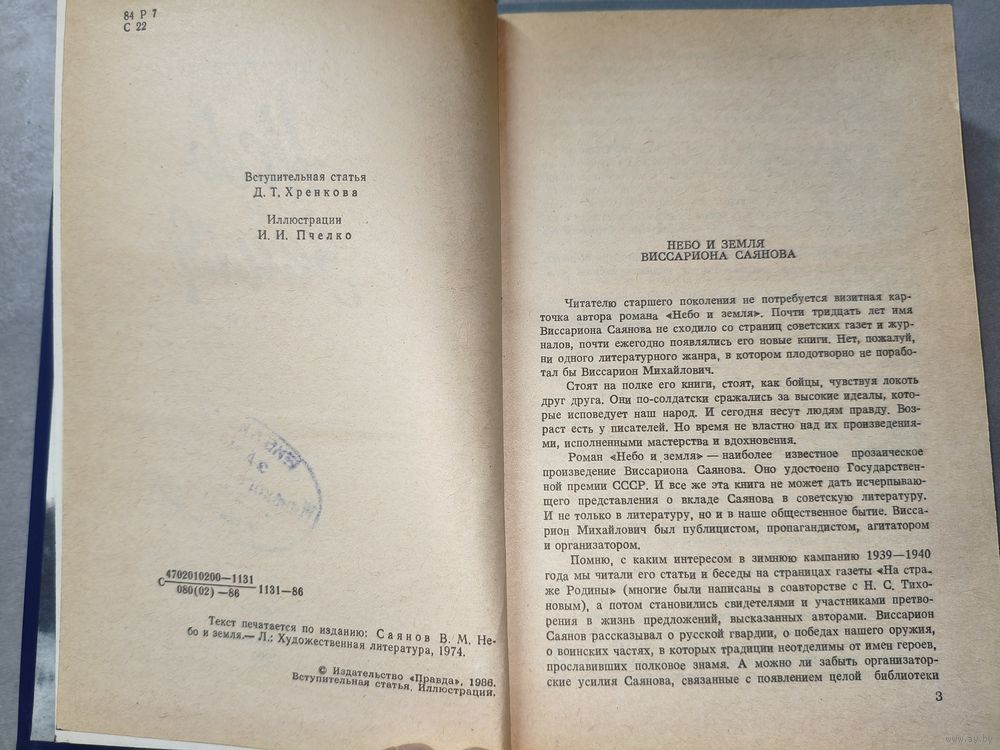 84 Р 7
С 22
Вступительная статья
Д. Т. Хренкова
Иллюстрации
И. И. Пчелко
4702010200—1131
С 1131—86
080(02)—86
Текст печатается по изданию: Саянов В. М. Не-
бо и земля.— Л.: Художественная литература, 1974.
© Издательство «Правда», 1986.
Вступительная статья. Иллюстрации.
НЕБО И ЗЕМЛЯ
ВИССАРИОНА САЯНОВА
Читателю старшего поколения не потребуется визитная кар-
точка автора романа «Небо и земля». Почти тридцать лет имя
Виссариона Саянова не сходило со страниц советских газет и жур-
налов, почти ежегодно появлялись его новые книги. Нет, пожалуй,
ни одного литературного жанра, в котором плодотворно не порабо-
тал бы Виссарион Михайлович.
Стоят на полке его книги, стоят, как бойцы, чувствуя локоть
друг друга. Они по-солдатски сражались за высокие идеалы, кото-
рые исповедует наш народ. И сегодня несут людям правду. Воз-
раст есть у писателей. Но время не властно над их произведения-
ми, исполненными мастерства и вдохновения.
Роман «Небо и земля» — наиболее известное прозаическое
произведение Виссариона Саянова. Оно удостоено Государствен-
ной премии СССР. И все же эта книга не может дать исчерпываю-
щего представления о вкладе Саянова в советскую литературу.
И не только в литературу, но и в наше общественное бытие. Висса-
рион Михайлович был публицистом, пропагандистом, агитатором
и организатором.
Помню, с каким интересом в зимнюю кампанию 1939—1940
года мы читали его статьи и беседы на страницах газеты «На стра-
же Родины» (многие были написаны в соавторстве с Н. С. Тихо-
новым), а потом становились свидетелями и участниками претво-
рения в жизнь предложений, высказанных авторами. Виссарион
Саянов рассказывал о русской гвардии, о победах нашего оружия,
о воинских частях, в которых традиции неотделимы от имен героев,
прославивших полковое знамя. А можно ли забыть организатор-
ские усилия Саянова, связанные с появлением целой библиотеки
3
www.ay.by